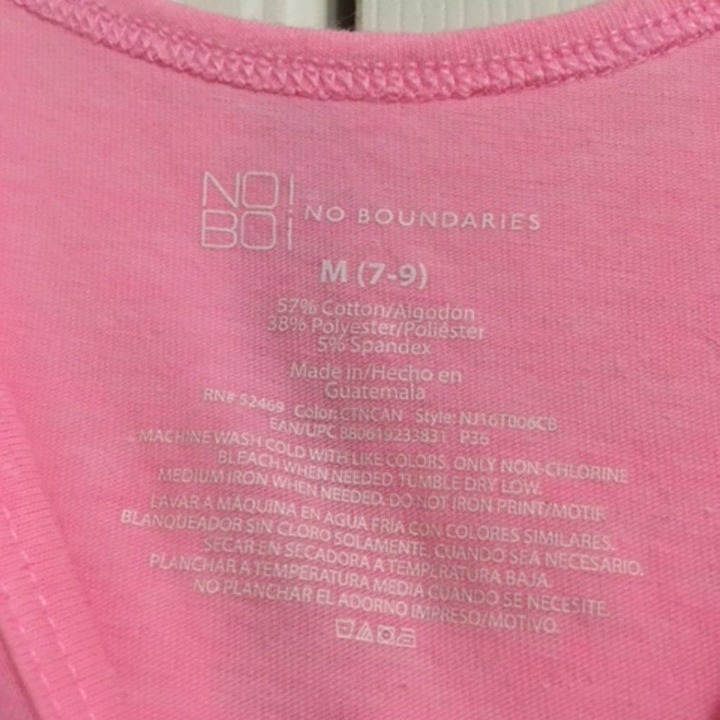 NO
BO
NO BOUNDARIES
M (7-9)
57% Cotton/Algodon
38% Polyester/Poliéster
5% Spandex
Made in/Hecho en
Guatemala
RN# 52469 Color: CTNCAN Style: NJ16T006CB
EAN/UPC 880619233831 P36
MACHINE WASH COLD WITH LIKE COLORS, ONLY NON-CHLORINE
BLEACH WHEN NEEDED. TUMBLE DRY LOW.
MEDIUM IRON WHEN NEEDED. DO NOT IRON PRINT/MOTIF
LAVAR A MÁQUINA EN AGUA FRÍA CON COLORES SIMILARES.
BLANQUEADOR SIN CLORO SOLAMENTE, CUANDO SEA NECESARIO.
SECAR EN SECADORA A TEMPERATURA BAJA.
PLANCHAR A TEMPERATURA MEDIA CUANDO SE NECESITE.
NO PLANCHAR EL ADORNO IMPRESO/MOTIVO.